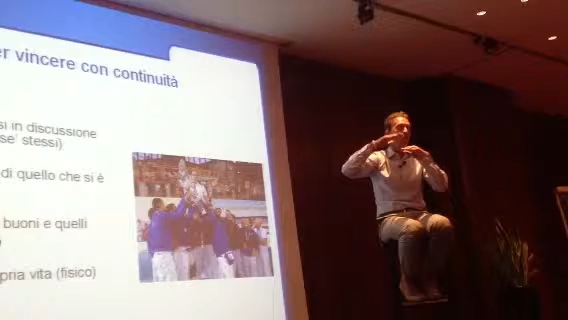 er vincere con continuità
si in discussione
se' stessi)
di quello che si è
buoni e quelli
pria vita (fisico)